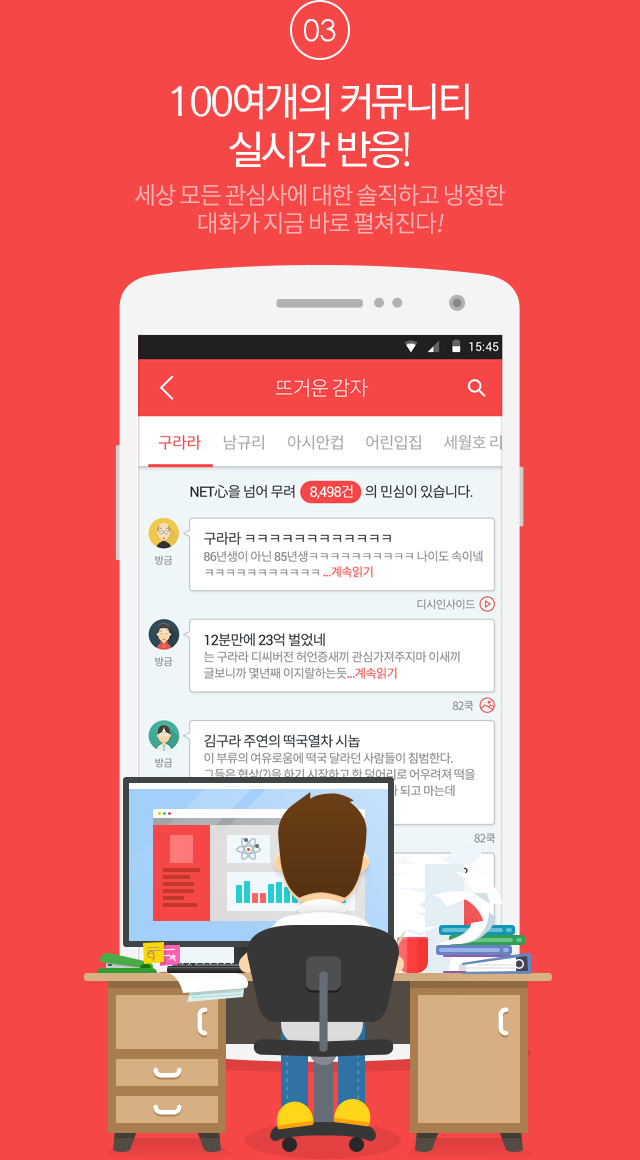 03
100여개의 커뮤니티
실시간 반응!
세상 모든 관심사에 대한 솔직하고 냉정한
대화가 지금 바로 펼쳐진다!
15:45
뜨거운 감자
구라라 남규리 아시안컵 어린입집 세월호 리
NET心을 넘어 무려 8,498건 의 민심이 있습니다.
구라라 ㅋㅋㅋㅋㅋㅋㅋㅋㅋㅋㅋㅋ
86년생이 아닌 85년생ㅋㅋㅋㅋㅋㅋㅋㅋㅋㅋ 나이도 속이넼
ㅋㅋㅋㅋㅋㅋㅋㅋㅋㅋㅋ ...계속읽기
방금
디시인사이드
12분만에 23억 벌었네
는 구라라 디씨버전 허언증새끼 관심가져주지마 이새끼
글보니까 몇년째 이지랄하는듯...계속읽기
방금
82쿡
김구라 주연의 떡국열차 시놉
이 부류의 여유로움에 떡국 달라던 사람들이 침범한다.
그들은 협상(?)을 하기 시작하고 한 덩어리로 어우러져 떡을
방금
되고 마는데
82쿡